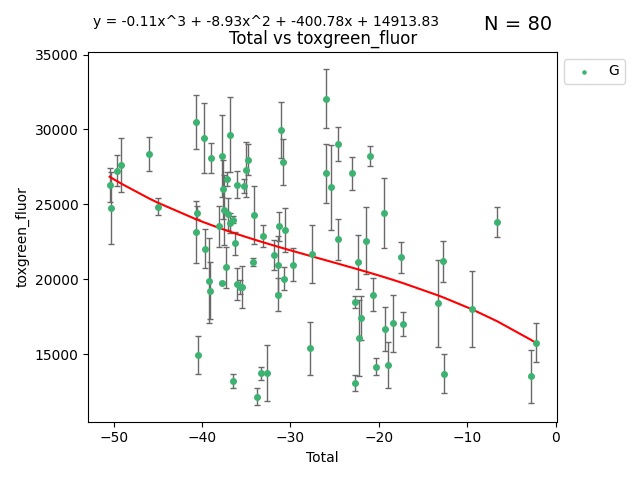 y = -0.11x^3 + -8.93x^2 + -400.78x + 14913.83
N = 80
Total vs toxgreen_fluor
G
toxgreen_fluor
35000
30000
25000
20000
15000
−50
−40
−30
−20
−10
0
Total